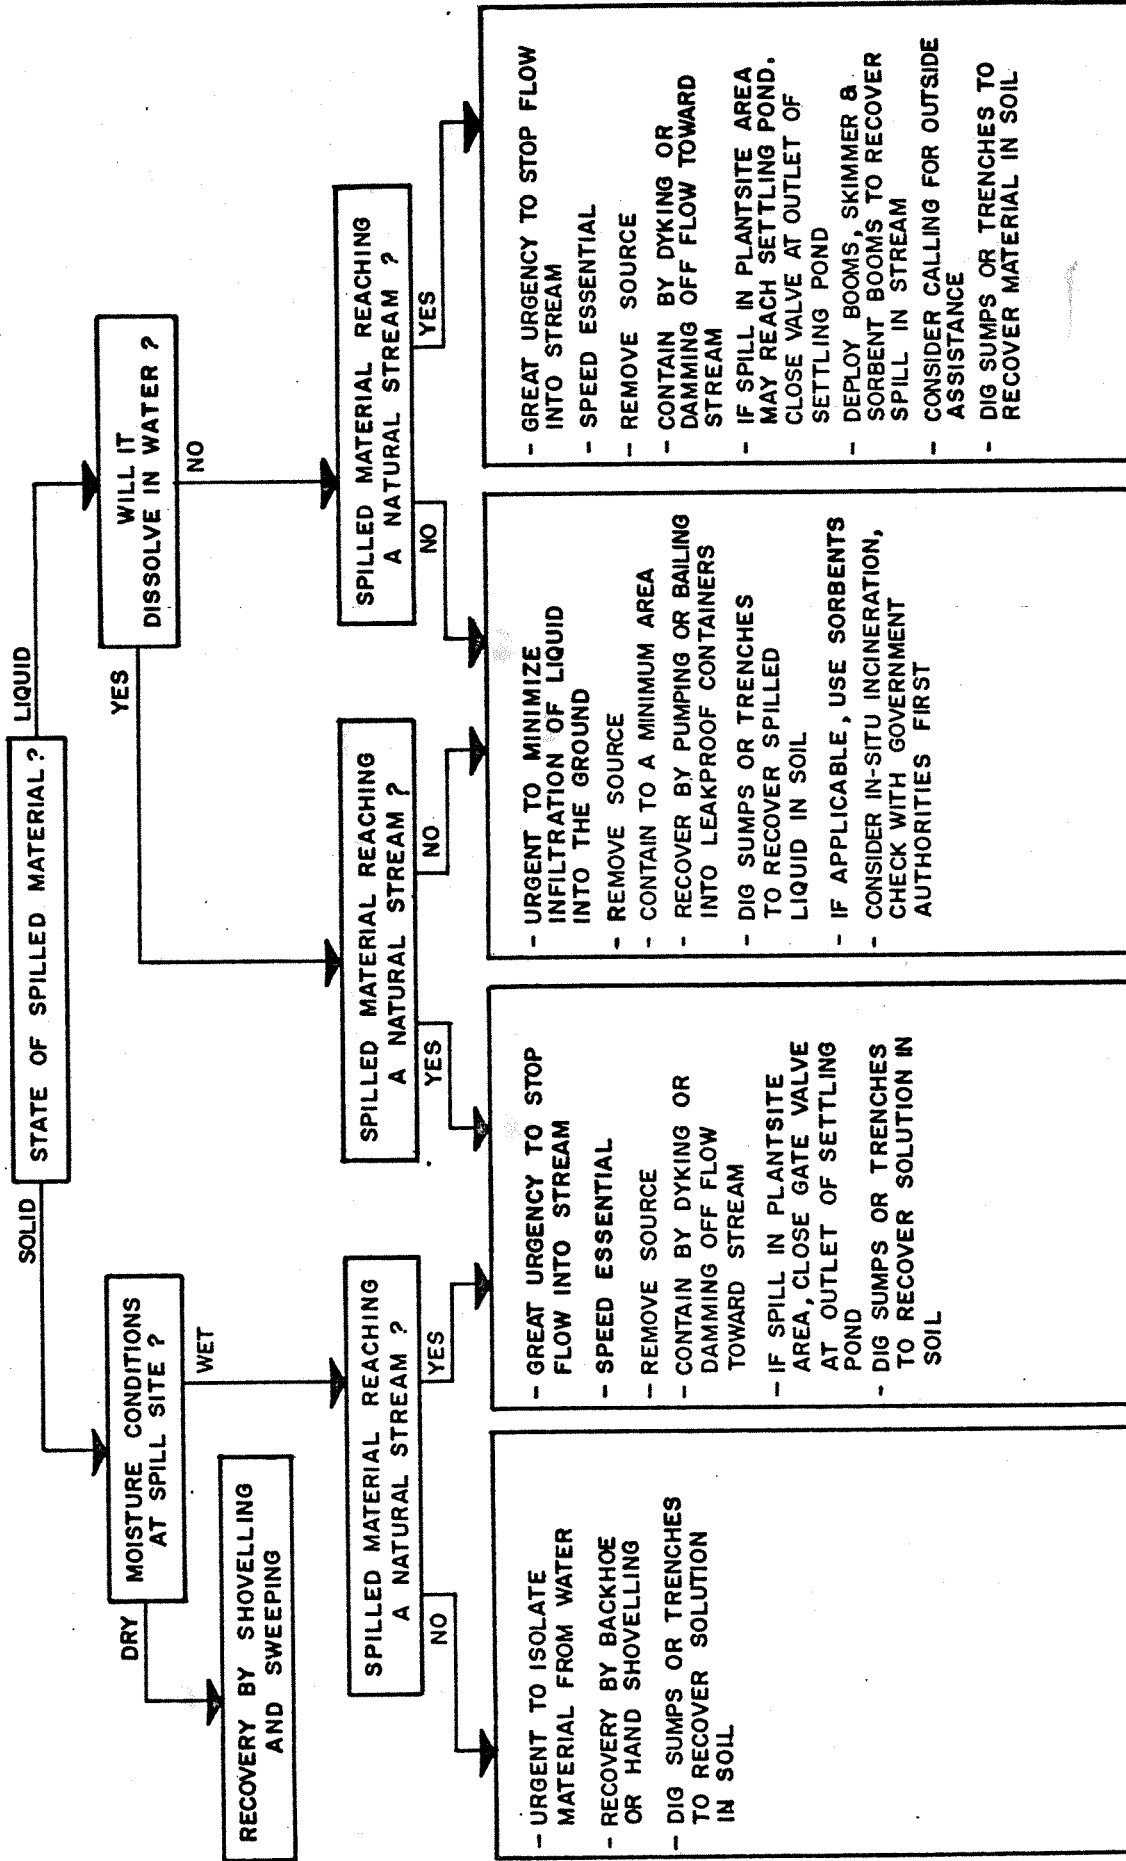 STATE OF SPILLED MATERIAL?
SOLID
LIQUID
MOISTURE CONDITIONS
AT SPILL SITE ?
WILL IT
DISSOLVE IN WATER ?
DRY
WET
YES
NO
RECOVERY BY SHOVELLING
AND SWEEPING
SPILLED MATERIAL REACHING
A NATURAL STREAM ?
SPILLED MATERIAL REACHING
A NATURAL STREAM ?
SPILLED MATERIAL REACHING
A NATURAL STREAM ?
NO
YES
YES
NO
NO
YES
- URGENT TO ISOLATE
MATERIAL FROM WATER
- RECOVERY BY BACKHOE
OR HAND SHOVELLING
- DIG SUMPS OR TRENCHES
TO RECOVER SOLUTION
IN SOIL
- GREAT URGENCY TO STOP
FLOW INTO STREAM
- SPEED ESSENTIAL
- REMOVE SOURCE
- CONTAIN BY DYKING OR
DAMMING OFF FLOW
TOWARD STREAM
- IF SPILL IN PLANTSITE
AREA, CLOSE GATE VALVE
AT OUTLET OF SETTLING
POND
- DIG SUMPS OR TRENCHES
TO RECOVER SOLUTION IN
SOIL
- URGENT TO MINIMIZE
INFILTRATION OF LIQUID
INTO THE GROUND
- REMOVE SOURCE
- CONTAIN TO A MINIMUM AREA
- RECOVER BY PUMPING OR BAILING
INTO LEAKPROOF CONTAINERS
- DIG SUMPS OR TRENCHES
TO RECOVER SPILLED
LIQUID IN SOIL
- IF APPLICABLE, USE SORBENTS
- CONSIDER IN-SITU INCINERATION,
CHECK WITH GOVERNMENT
AUTHORITIES FIRST
- GREAT URGENCY TO STOP FLOW
INTO STREAM
- SPEED ESSENTIAL
- REMOVE SOURCE
- CONTAIN BY DYKING OR
DAMMING OFF FLOW TOWARD
STREAM
- IF SPILL IN PLANTSITE AREA
MAY REACH SETTLING POND.
CLOSE VALVE AT OUTLET OF
SETTLING POND
- DEPLOY BOOMS, SKIMMER &
SORBENT BOOMS TO RECOVER
SPILL IN STREAM
- CONSIDER CALLING FOR OUTSIDE
ASSISTANCE
- DIG SUMPS OR TRENCHES TO
RECOVER MATERIAL IN SOIL